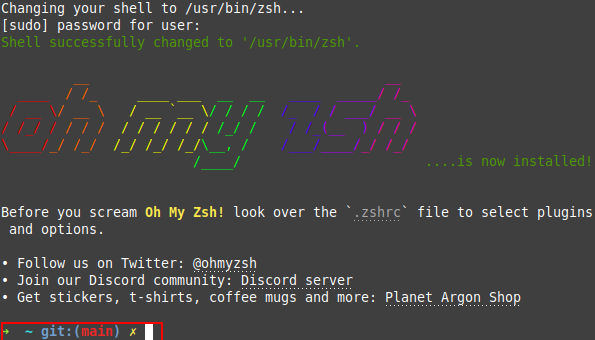 Changing your shell to /usr/bin/zsh...
[sudo] password for user:
Shell successfully changed to '/usr/bin/zsh'.
....is now installed!
Before you scream Oh My Zsh! look over the `.zshrc` file to select plugins
and options.
• Follow us on Twitter: @ohmyzsh
• Join our Discord community: Discord server
• Get stickers, t-shirts, coffee mugs and more: Planet Argon Shop
➜ ~ git:(main) ✗